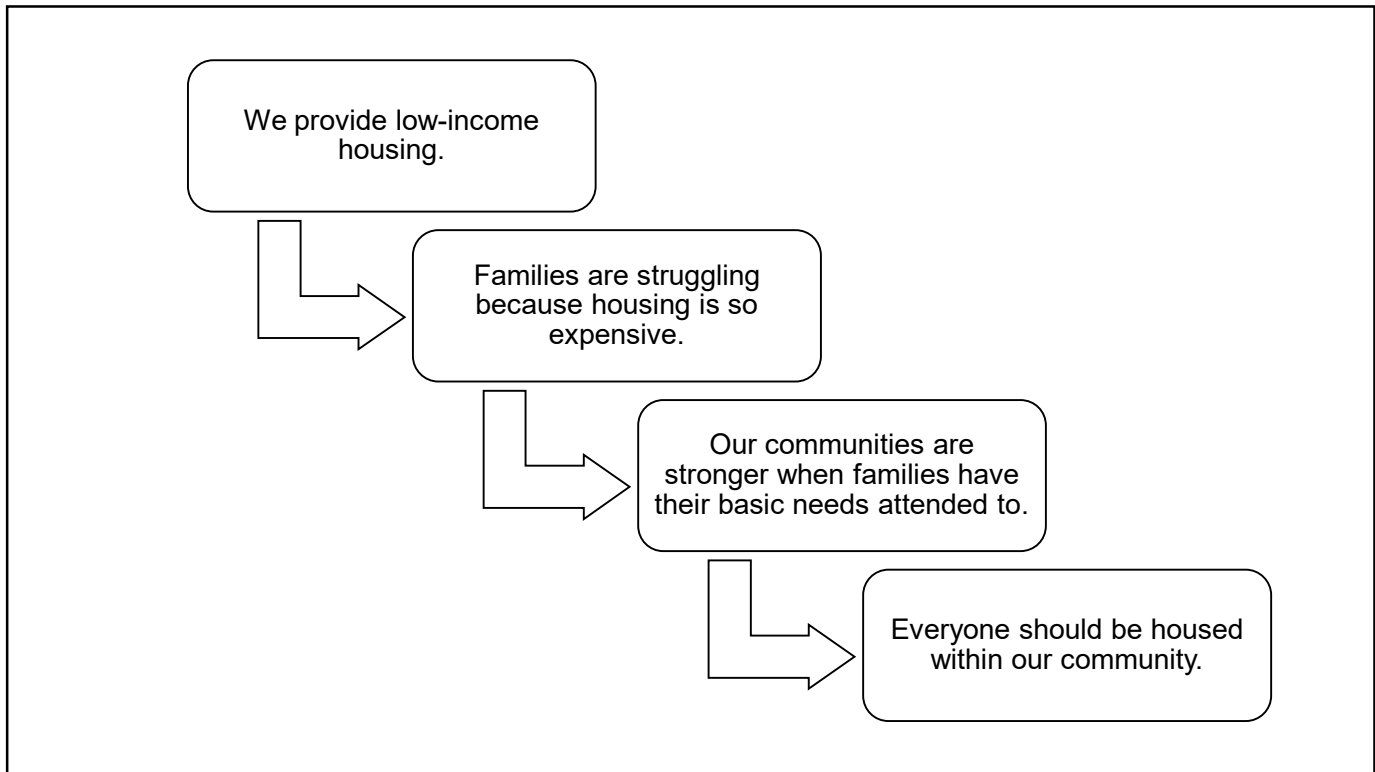 We provide low-income
housing.
Families are struggling
because housing is so
expensive.
Our communities are
stronger when families have
their basic needs attended to.
Everyone should be housed
within our community.